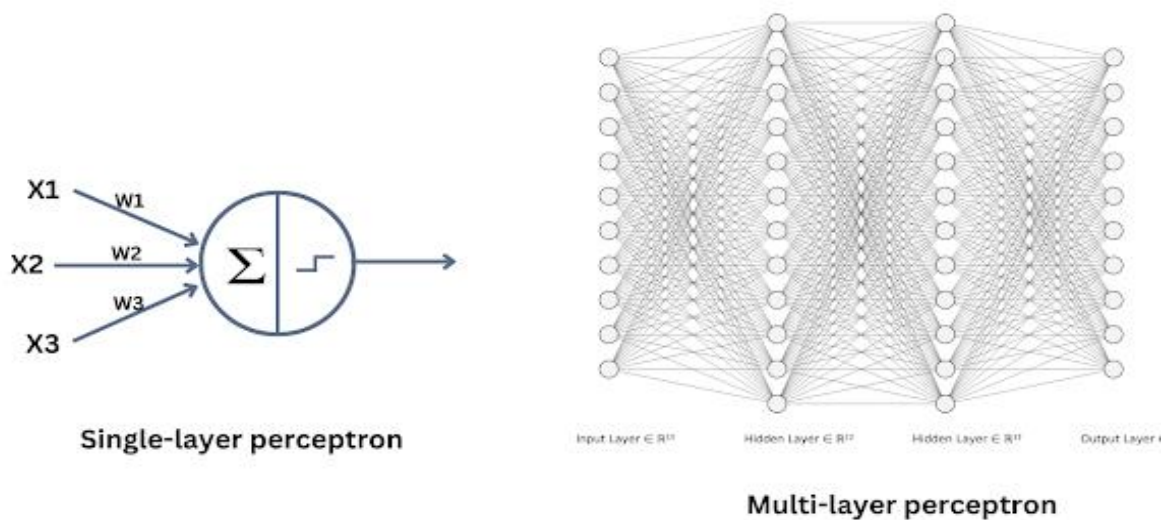 X1
W1
X2
W2
W3
X3
Σ
Single-layer perceptron
Input Layer ∈
Hidden Layer ∈
Hidden Layer ∈
Output Layer ∈
Multi-layer perceptron